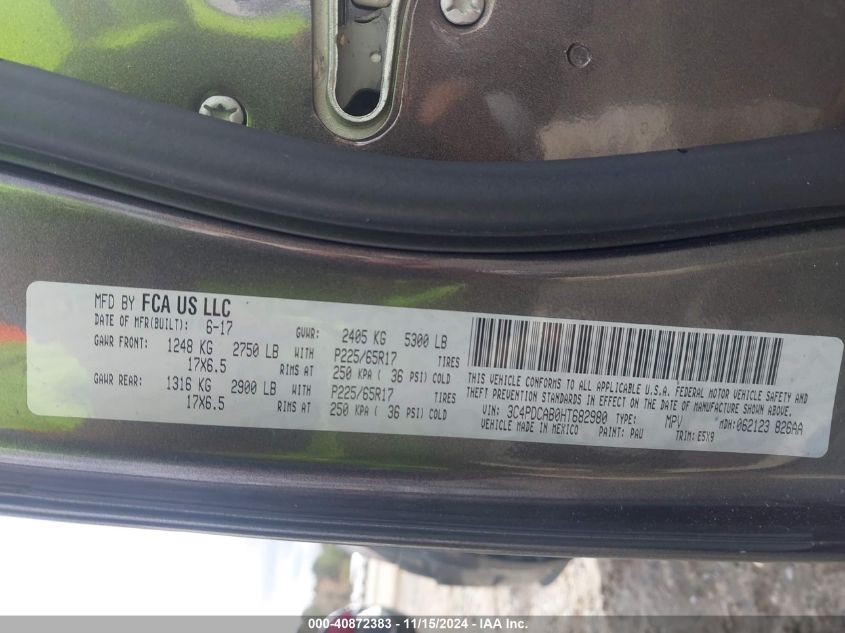 MFD BY FCA US LLC
DATE OF MFR(BUILT): 6-17 GVWR: 2405 KG 5300 LB
GAWR FRONT: 1248 KG 2750 LB WITH P225/65R17 TIRES
17X6.5 RIMS AT 250 KPA ( 36 PSI) COLD
GAWR REAR: 1316 KG 2900 LB WITH P225/65R17 TIRES
17X6.5 RIMS AT 250 KPA ( 36 PSI) COLD
THIS VEHICLE CONFORMS TO ALL APPLICABLE U.S.A. FEDERAL MOTOR VEHICLE SAFETY AND
THEFT PREVENTION STANDARDS IN EFFECT ON THE DATE OF MANUFACTURE SHOWN ABOVE.
VIN: 3C4PDCAB0HT682980 TYPE: MPV MDH:062123 826AA
VEHICLE MADE IN MEXICO PAINT: PAU TRIM: E5X9
000-40872383 - 11/15/2024 - IAAI Inc.